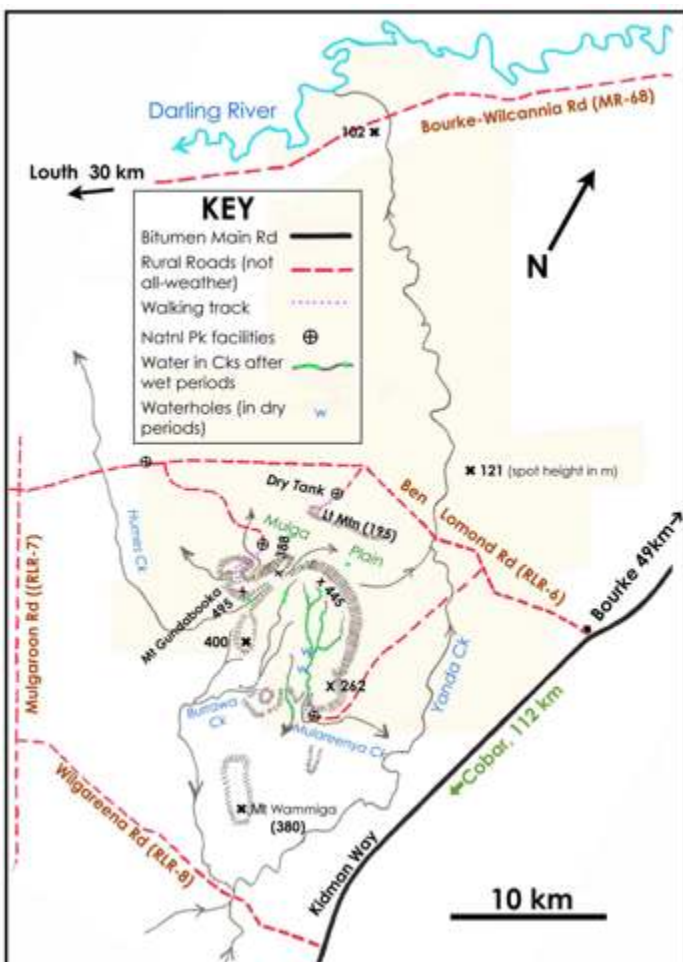 Darling River
Bourke-Wilcannia Rd (MR-68)
102
Louth 30 km
N
KEY
Bitumen Main Rd
Rural Roads (not
all-weather)
Walking track
Natnl Pk facilities
Water in Cks after
wet periods
Waterholes (in dry
periods)
w
121 (spot height in m)
Dry Tank
Lt Mtn (195)
Ben Lomond Rd (RLR-6)
Bourke 49km
Humes Ck
Mulga Plain
388
Mulgaroon Rd ((RLR-7)
Mt Gundabooka
495
445
400
262
Yanda Ck
Cobar, 112 km
Buttawa
Ck
Mulareenya Ck
Mt Wammiga
(380)
Wilgareena Rd (RLR-8)
Kidman Way
10 km